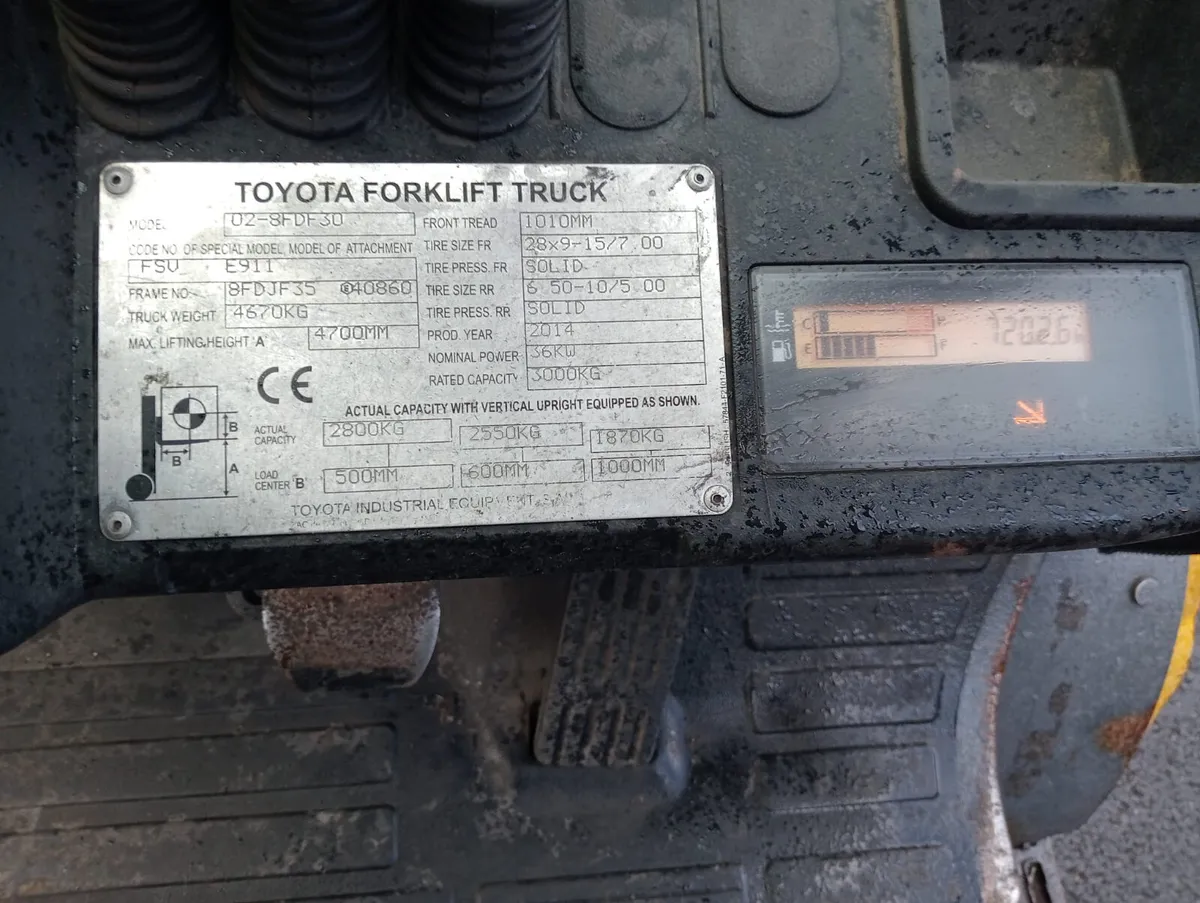 TOYOTA FORKLIFT TRUCK
MODEL 02-8FDF30 FRONT TREAD 1010MM
CODE NO. OF SPECIAL MODEL MODEL OF ATTACHMENT TIRE SIZE FR 28x9-15/7.00
FSV E911 TIRE PRESS. FR SOLID
FRAME NO. 8FDJF35 E40860 TIRE SIZE RR 6.50-10/5.00
TRUCK WEIGHT 4670KG TIRE PRESS. RR SOLID
MAX. LIFTING HEIGHT 'A' 4700MM PROD. YEAR 2014
NOMINAL POWER 36KW
CE RATED CAPACITY 3000KG
ACTUAL CAPACITY WITH VERTICAL UPRIGHT EQUIPPED AS SHOWN.
ACTUAL CAPACITY 2800KG 2550KG 1870KG
B
B
A
LOAD CENTER 'B' 500MM 600MM 1000MM
TOYOTA INDUSTRIAL EQUIPMENT, S.A.
C
E F
7202.6